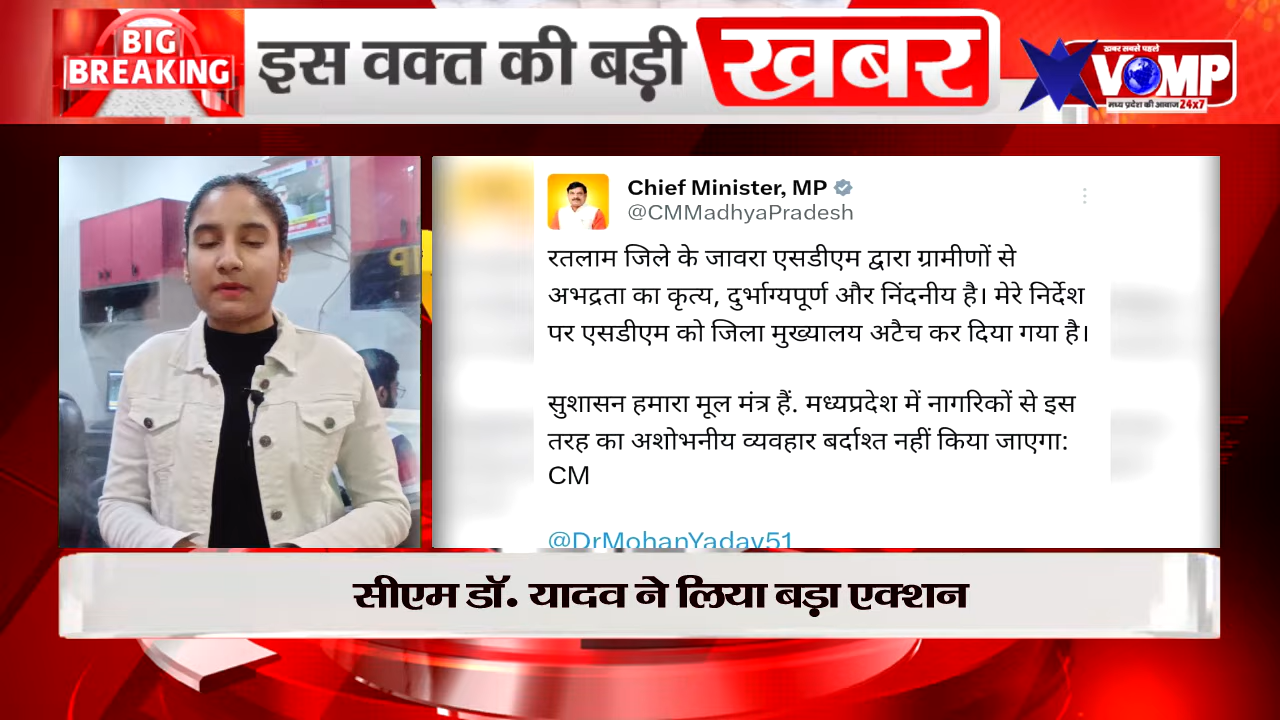 BIG
BREAKING
इस वक्त की बड़ी खबर
ख़बर सबसे पहले
VOMP
मध्य प्रदेश की आवाज 24x7
Chief Minister, MP
@CMMadhyaPradesh
रतलाम जिले के जावरा एसडीएम द्वारा ग्रामीणों से
अभद्रता का कृत्य, दुर्भाग्यपूर्ण और निंदनीय है। मेरे निर्देश
पर एसडीएम को जिला मुख्यालय अटैच कर दिया गया है।
सुशासन हमारा मूल मंत्र हैं. मध्यप्रदेश में नागरिकों से इस
तरह का अशोभनीय व्यवहार बर्दाश्त नहीं किया जाएगा:
CM
@DrMohanYadav51
सीएम डॉ. यादव ने लिया बड़ा एक्शन